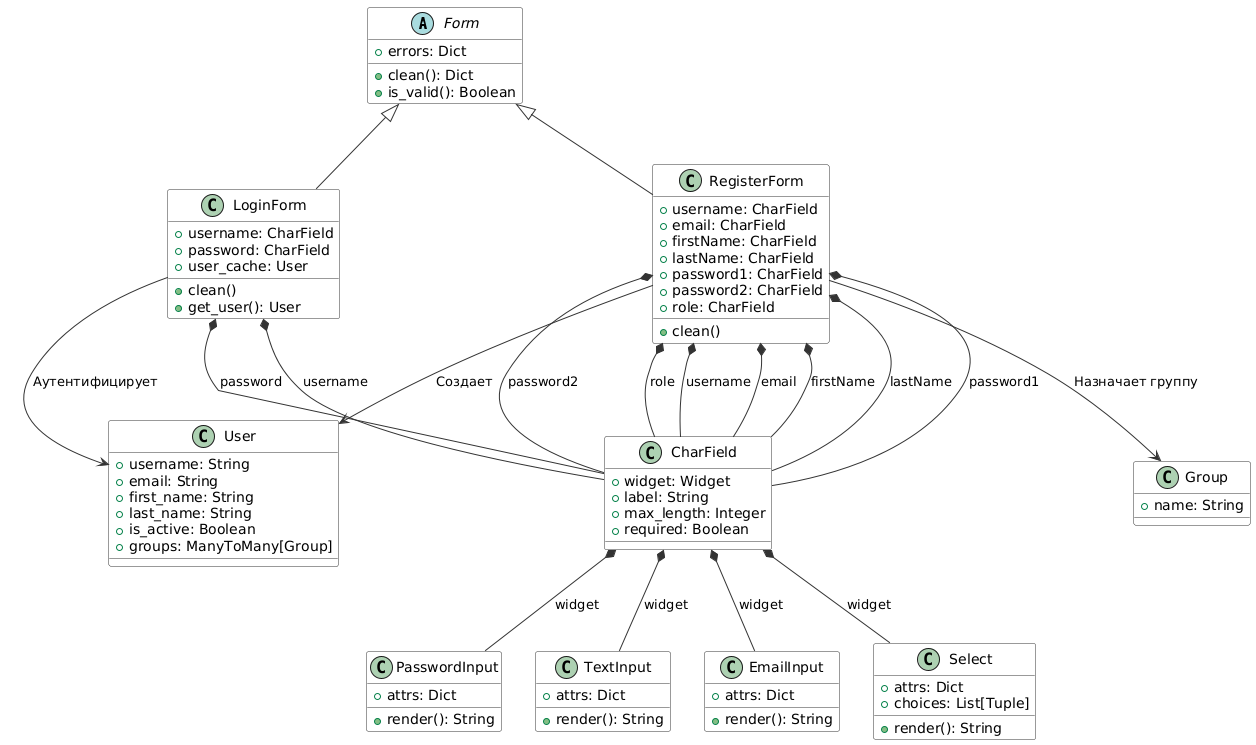 A Form
errors: Dict
clean(): Dict
is_valid(): Boolean
C LoginForm
username: CharField
password: CharField
user_cache: User
clean()
get_user(): User
C RegisterForm
username: CharField
email: CharField
firstName: CharField
lastName: CharField
password1: CharField
password2: CharField
role: CharField
clean()
Аутентифицирует
password
username
Создает
password2
role
username
email
firstName
lastName
password1
Назначает группу
C User
username: String
email: String
first_name: String
last_name: String
is_active: Boolean
groups: ManyToMany[Group]
C CharField
widget: Widget
label: String
max_length: Integer
required: Boolean
C Group
name: String
widget
widget
widget
widget
C PasswordInput
attrs: Dict
render(): String
C TextInput
attrs: Dict
render(): String
C EmailInput
attrs: Dict
render(): String
C Select
attrs: Dict
choices: List[Tuple]
render(): String